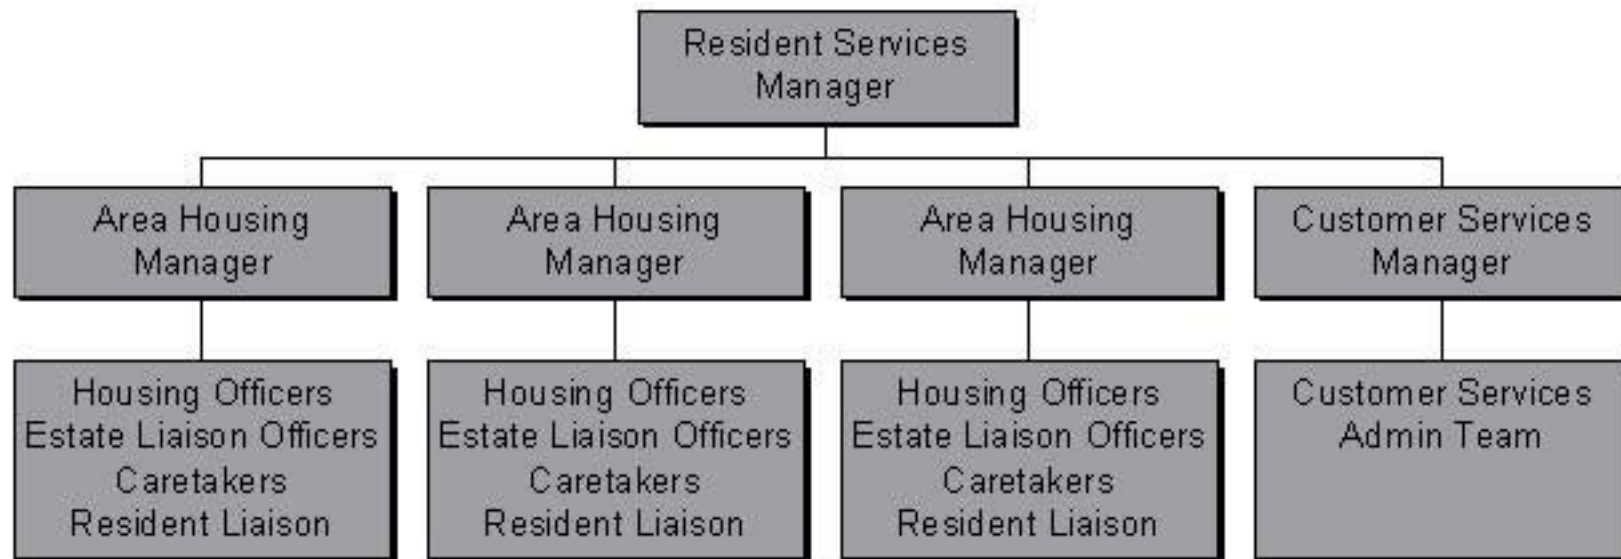 Resident Services
Manager
Area Housing
Manager
Area Housing
Manager
Area Housing
Manager
Customer Services
Manager
Housing Officers
Estate Liaison Officers
Caretakers
Resident Liaison
Housing Officers
Estate Liaison Officers
Caretakers
Resident Liaison
Housing Officers
Estate Liaison Officers
Caretakers
Resident Liaison
Customer Services
Admin Team